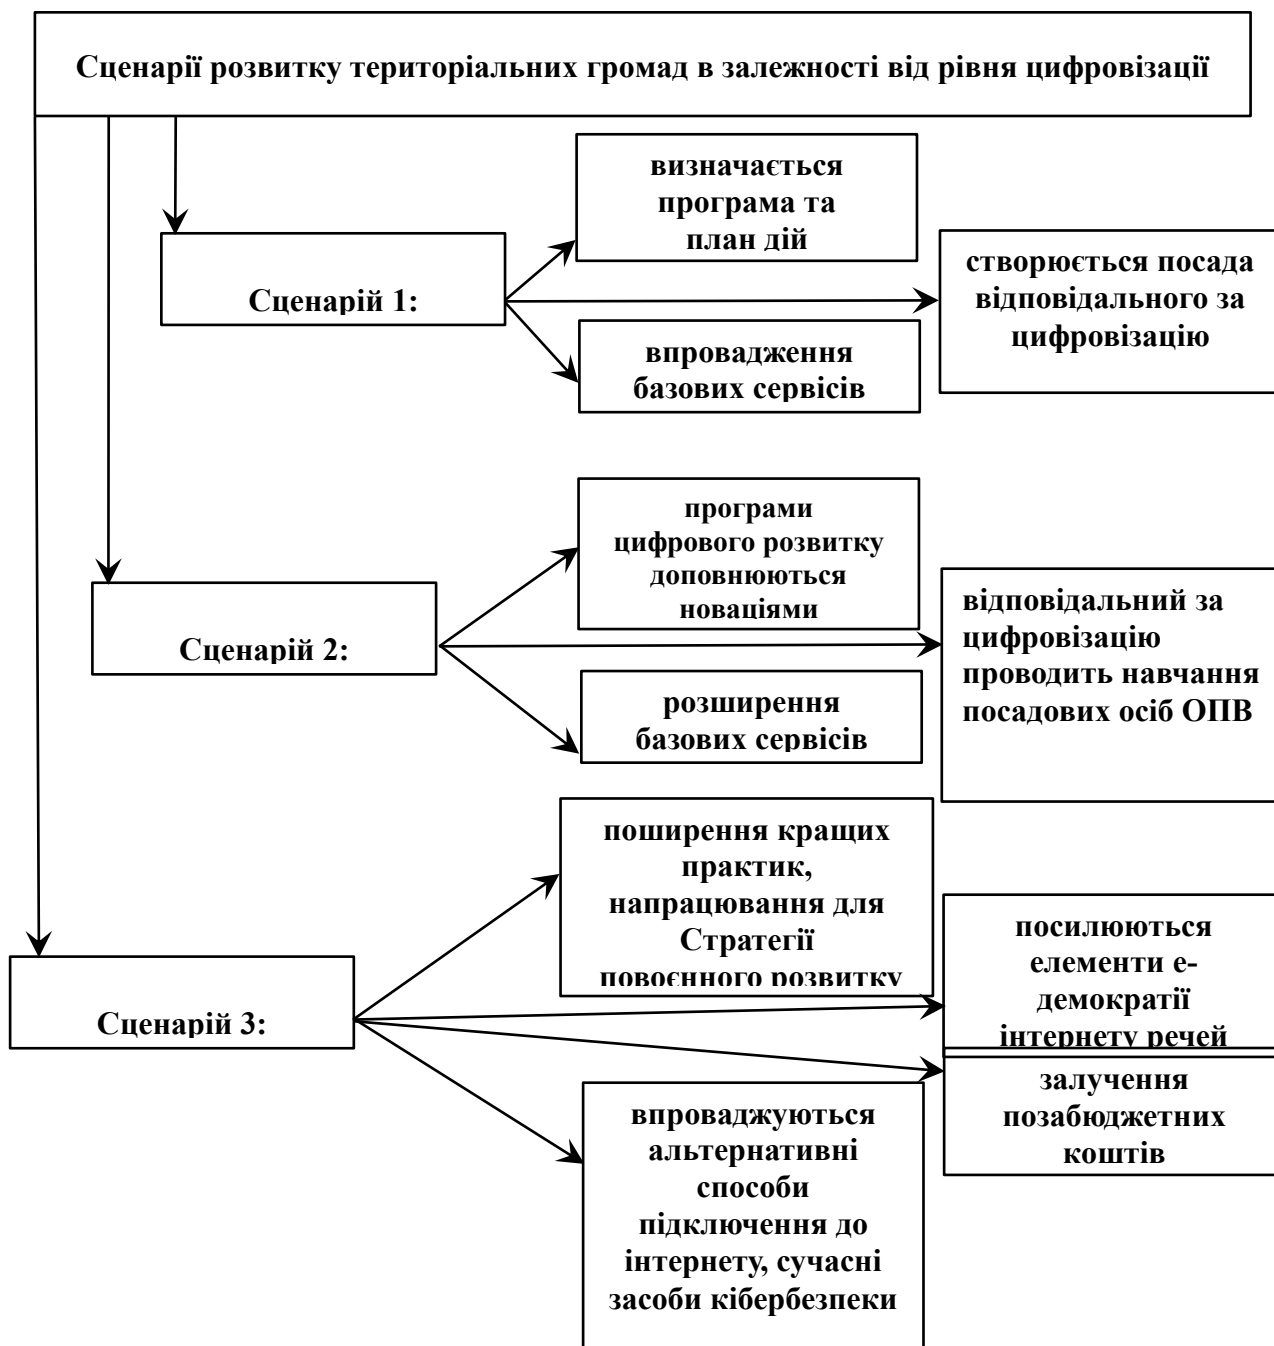 Сценарії розвитку територіальних громад в залежності від рівня цифровізації
Сценарій 1:
визначається
програма та
план дій
створюється посада
відповідального за
цифровізацію
впровадження
базових сервісів
Сценарій 2:
програми
цифрового розвитку
доповнюються
новаціями
відповідальний за
цифровізацію
проводить навчання
посадових осіб ОПВ
розширення
базових сервісів
Сценарій 3:
поширення кращих
практик,
напрацювання для
Стратегії
повоєнного розвитку
посилюються
елементи е-
демократії
інтернету речей
залучення
позабюджетних
коштів
впроваджуються
альтернативні
способи
підключення до
інтернету, сучасні
засоби кібербезпеки